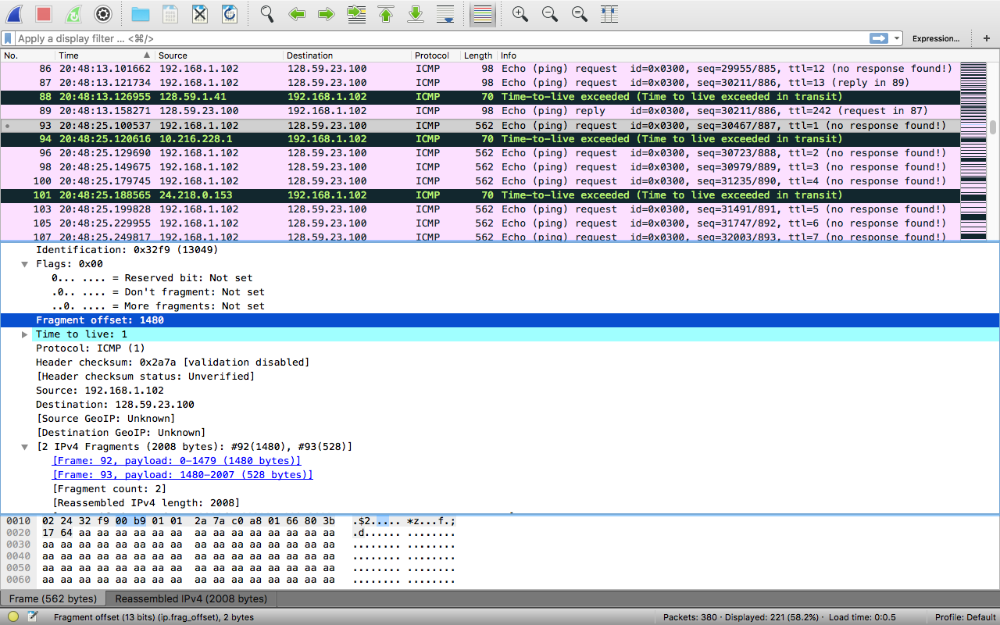 Apply a display filter ... <⌘/>
Expression...
+
No. Time Source Destination Protocol Length Info
86 20:48:13.101662 192.168.1.102 128.59.23.100 ICMP 98 Echo (ping) request id=0x0300, seq=29955/885, ttl=12 (no response found!)
87 20:48:13.121734 192.168.1.102 128.59.23.100 ICMP 98 Echo (ping) request id=0x0300, seq=30211/886, ttl=13 (reply in 89)
88 20:48:13.126955 128.59.1.41 192.168.1.102 ICMP 70 Time-to-live exceeded (Time to live exceeded in transit)
89 20:48:13.158271 128.59.23.100 192.168.1.102 ICMP 98 Echo (ping) reply id=0x0300, seq=30211/886, ttl=242 (request in 87)
93 20:48:25.100537 192.168.1.102 128.59.23.100 ICMP 562 Echo (ping) request id=0x0300, seq=30467/887, ttl=1 (no response found!)
94 20:48:25.120616 10.216.228.1 192.168.1.102 ICMP 70 Time-to-live exceeded (Time to live exceeded in transit)
96 20:48:25.129690 192.168.1.102 128.59.23.100 ICMP 562 Echo (ping) request id=0x0300, seq=30723/888, ttl=2 (no response found!)
98 20:48:25.149675 192.168.1.102 128.59.23.100 ICMP 562 Echo (ping) request id=0x0300, seq=30979/889, ttl=3 (no response found!)
100 20:48:25.179745 192.168.1.102 128.59.23.100 ICMP 562 Echo (ping) request id=0x0300, seq=31235/890, ttl=4 (no response found!)
101 20:48:25.188565 24.218.0.153 192.168.1.102 ICMP 70 Time-to-live exceeded (Time to live exceeded in transit)
103 20:48:25.199828 192.168.1.102 128.59.23.100 ICMP 562 Echo (ping) request id=0x0300, seq=31491/891, ttl=5 (no response found!)
105 20:48:25.229955 192.168.1.102 128.59.23.100 ICMP 562 Echo (ping) request id=0x0300, seq=31747/892, ttl=6 (no response found!)
107 20:48:25.249817 192.168.1.102 128.59.23.100 ICMP 562 Echo (ping) request id=0x0300, seq=32003/893, ttl=7 (no response found!)
Identification: 0x32f9 (13049)
Flags: 0x00
0... .... = Reserved bit: Not set
.0.. .... = Don't fragment: Not set
..0. .... = More fragments: Not set
Fragment offset: 1480
Time to live: 1
Protocol: ICMP (1)
Header checksum: 0x2a7a [validation disabled]
[Header checksum status: Unverified]
Source: 192.168.1.102
Destination: 128.59.23.100
[Source GeoIP: Unknown]
[Destination GeoIP: Unknown]
[2 IPv4 Fragments (2008 bytes): #92(1480), #93(528)]
[Frame: 92, payload: 0-1479 (1480 bytes)]
[Frame: 93, payload: 1480-2007 (528 bytes)]
[Fragment count: 2]
[Reassembled IPv4 length: 2008]
0010 02 24 32 f9 00 b9 01 01 2a 7a c0 a8 01 66 80 3b .$2..... *z...f.;
0020 17 64 aa aa aa aa aa aa aa aa aa aa aa aa aa aa .d...... ........
0030 aa aa aa aa aa aa aa aa aa aa aa aa aa aa aa aa ........ ........
0040 aa aa aa aa aa aa aa aa aa aa aa aa aa aa aa aa ........ ........
0050 aa aa aa aa aa aa aa aa aa aa aa aa aa aa aa aa ........ ........
0060 aa aa aa aa aa aa aa aa aa aa aa aa aa aa aa aa ........ ........
Frame (562 bytes) Reassembled IPv4 (2008 bytes)
Fragment offset (13 bits) (ip.frag_offset), 2 bytes Packets: 380 · Displayed: 221 (58.2%) · Load time: 0:0.5 Profile: Default